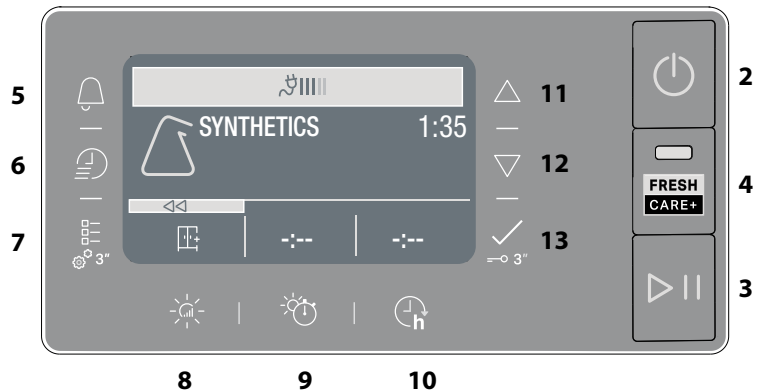 5
6
7
SYNTHETICS 1:35
-:-- -:--
3"
3"
h
11
12
13
2
FRESH
CARE+
4
3
8 9 10